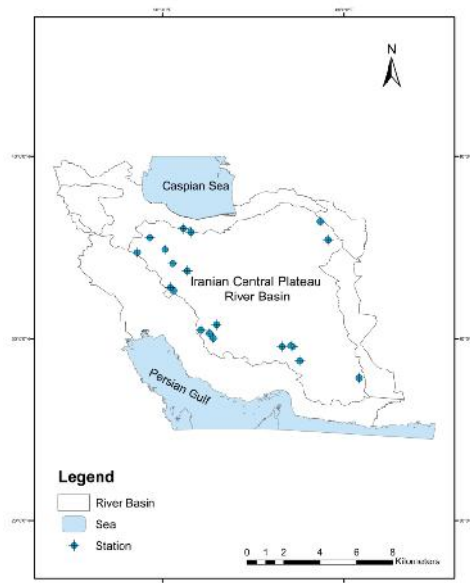 N
Caspian Sea
Iranian Central Plateau
River Basin
Persian Gulf
Legend
River Basin
Sea
Station
0 1 2 4 6 8
Kilometers